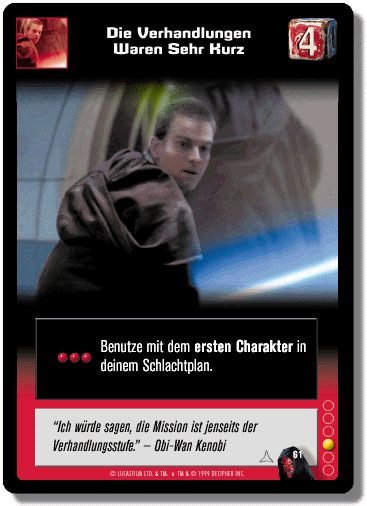 Die Verhandlungen
Waren Sehr Kurz
4
Benutze mit dem ersten Charakter in
deinem Schlachtplan.
"Ich würde sagen, die Mission ist jenseits der
Verhandlungsstufe." – Obi-Wan Kenobi
61
© LUCASFILM LTD. & TM. TM & © 1999 DECIPHER INC.